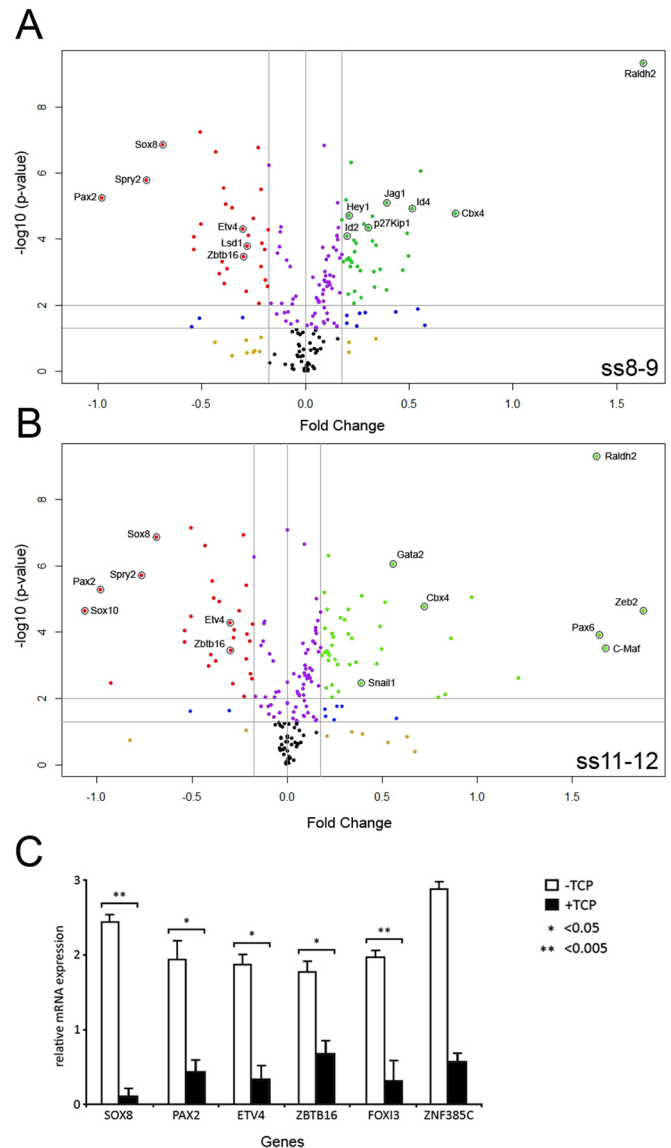 A
8
6
4
2
0
-log10 (p-value)
Raldh2
Sox8
Spry2
Pax2
Jag1
Id4
Hey1
Cbx4
Etv4
p27Kip1
Id2
Lsd1
Zbtb16
ss8-9
-1.0 -0.5 0.0 0.5 1.0 1.5
Fold Change
B
8
6
4
2
0
-log10 (p-value)
Raldh2
Sox8
Gata2
Spry2
Pax2
Cbx4
Zeb2
Sox10
Etv4
Pax6
Zbtb16
C-Maf
Snail1
ss11-12
-1.0 -0.5 0.0 0.5 1.0 1.5
Fold Change
C
3
2
1
0
relative mRNA expression
** * * * **
-TCP
+TCP
* <0.05
** <0.005
SOX8 PAX2 ETV4 ZBTB16 FOXI3 ZNF385C
Genes